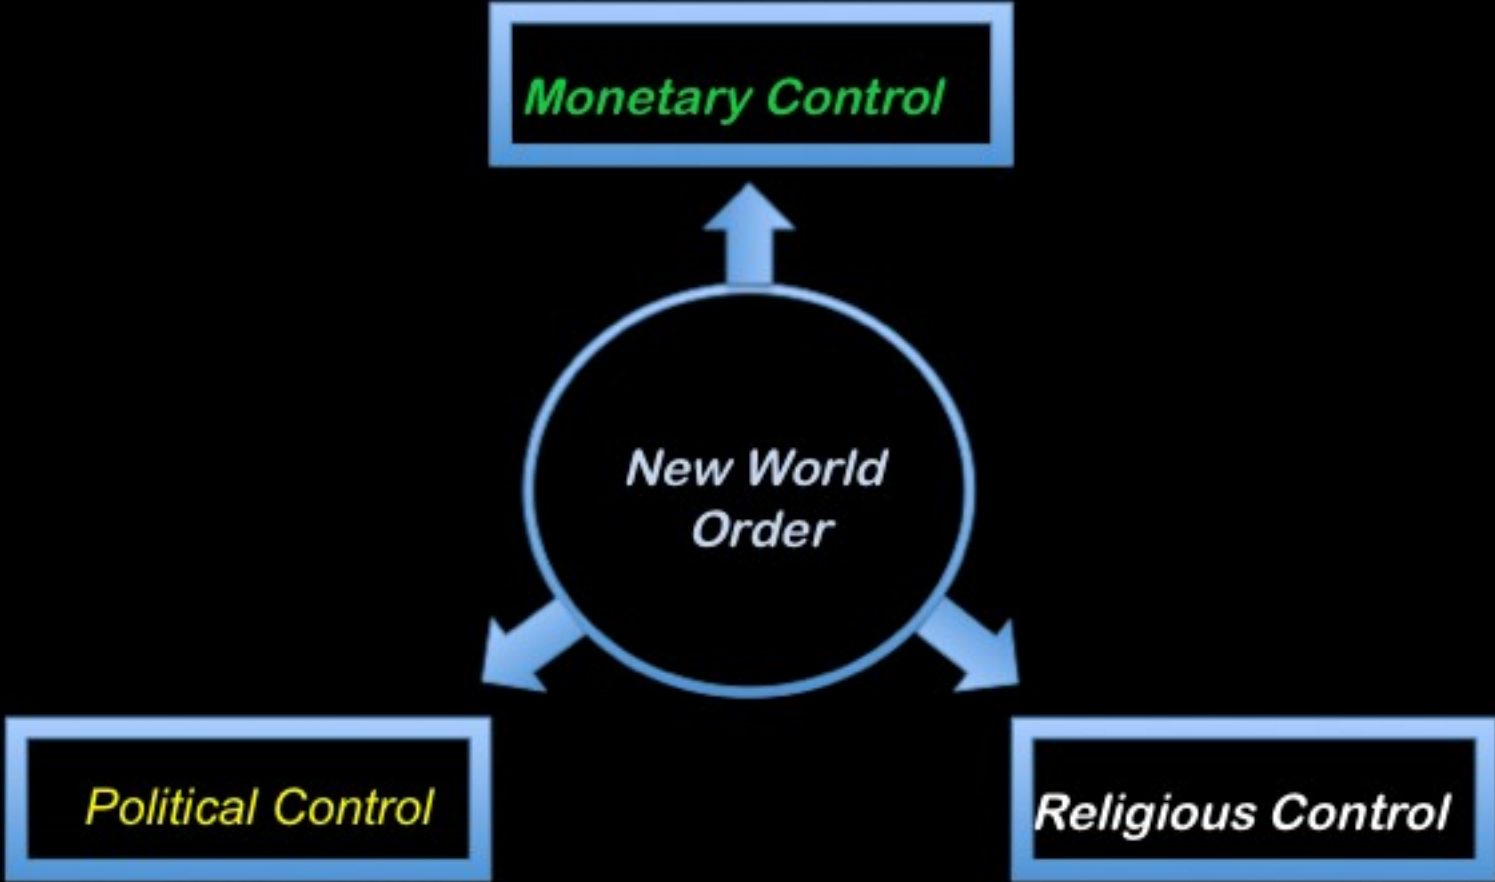 Monetary Control
New World
Order
Political Control
Religious Control